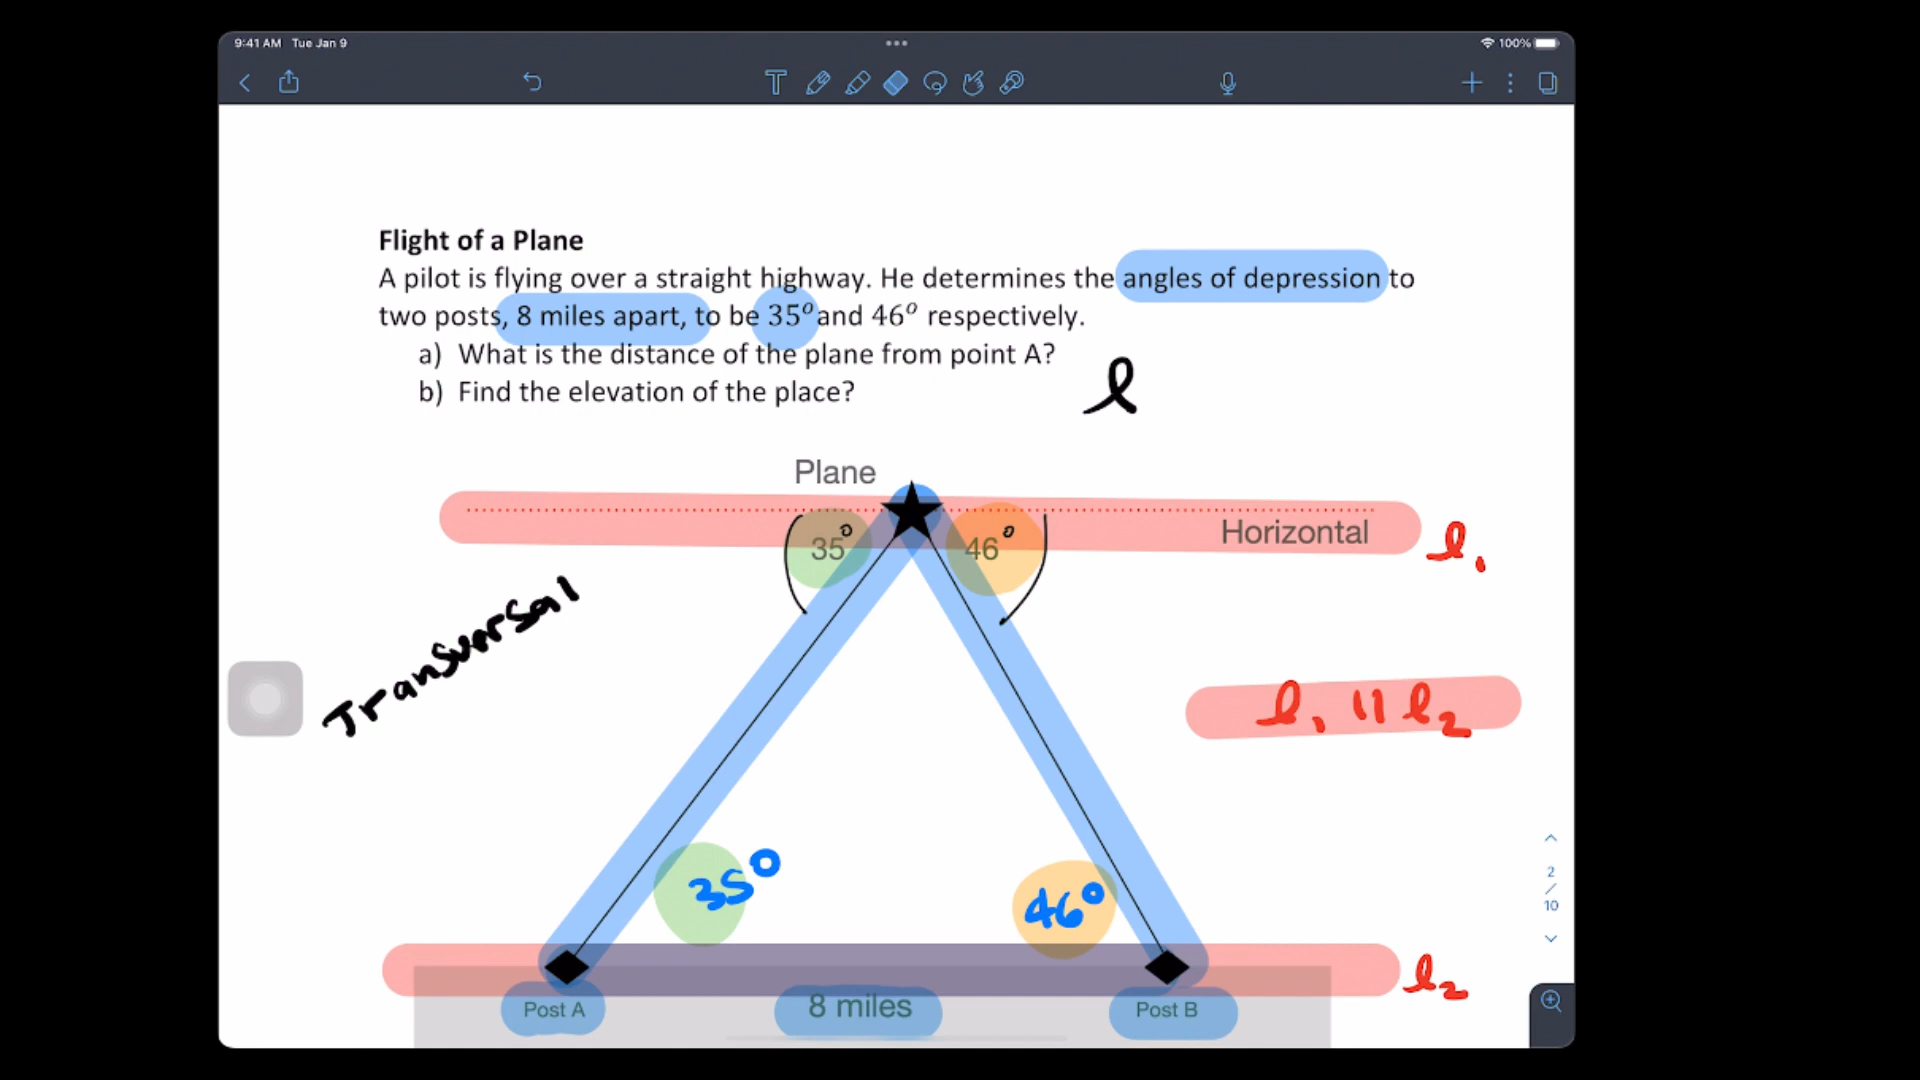 9:41 AM Tue Jan 9
100%
Flight of a Plane
A pilot is flying over a straight highway. He determines the angles of depression to
two posts, 8 miles apart, to be 35° and 46° respectively.
a) What is the distance of the plane from point A?
b) Find the elevation of the place?
l
Plane
35° 46°
Horizontal
l₁
Transversal
l₁ || l₂
35° 46°
2
/
10
l₂
Post A
8 miles
Post B